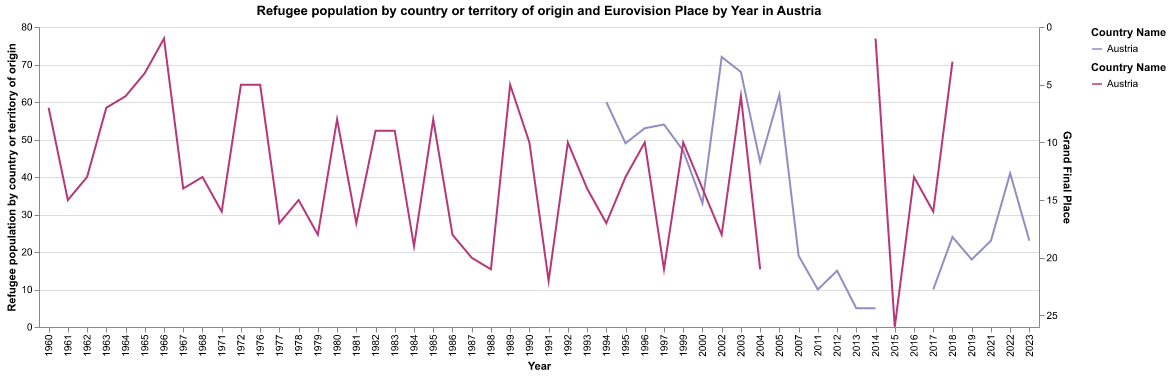 Refugee population by country or territory of origin and Eurovision Place by Year in Austria
Refugee population by country or territory of origin
80
70
60
50
40
30
20
10
0
0
5
10
15
20
25
Grand Final Place
1960 1961 1962 1963 1964 1965 1966 1967 1968 1971 1972 1976 1977 1978 1979 1980 1981 1982 1983 1984 1985 1986 1987 1988 1989 1990 1991 1992 1993 1994 1995 1996 1997 1999 2000 2002 2003 2004 2005 2007 2011 2012 2013 2014 2015 2016 2017 2018 2019 2021 2022 2023
Year
Country Name
Austria
Country Name
Austria